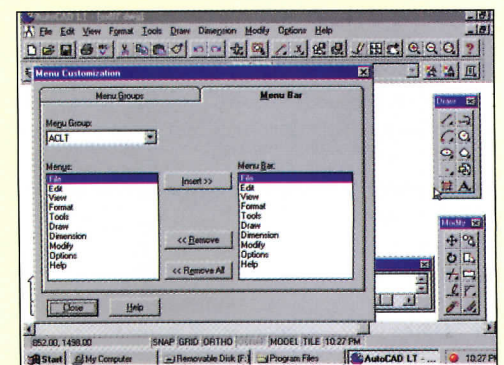 AutoCAD LT - [
File Edit View Format Tools Draw Dimension Modify Options Help
Menu Customization
Menu Groups Menu Bar
Menu Group:
ACLT
Menus:
File
Edit
View
Format
Tools
Draw
Dimension
Modify
Options
Help
Insert >>
<< Remove
<< Remove All
Menu Bar:
File
Edit
View
Format
Tools
Draw
Dimension
Modify
Options
Help
Close Help
Draw
Modify
852.00, 1498.00 SNAP GRID ORTHO OSNAP MODEL TILE 10:27 PM
Start My Computer Removable Disk (F:) Program Files AutoCAD LT - ... 10:27 PM